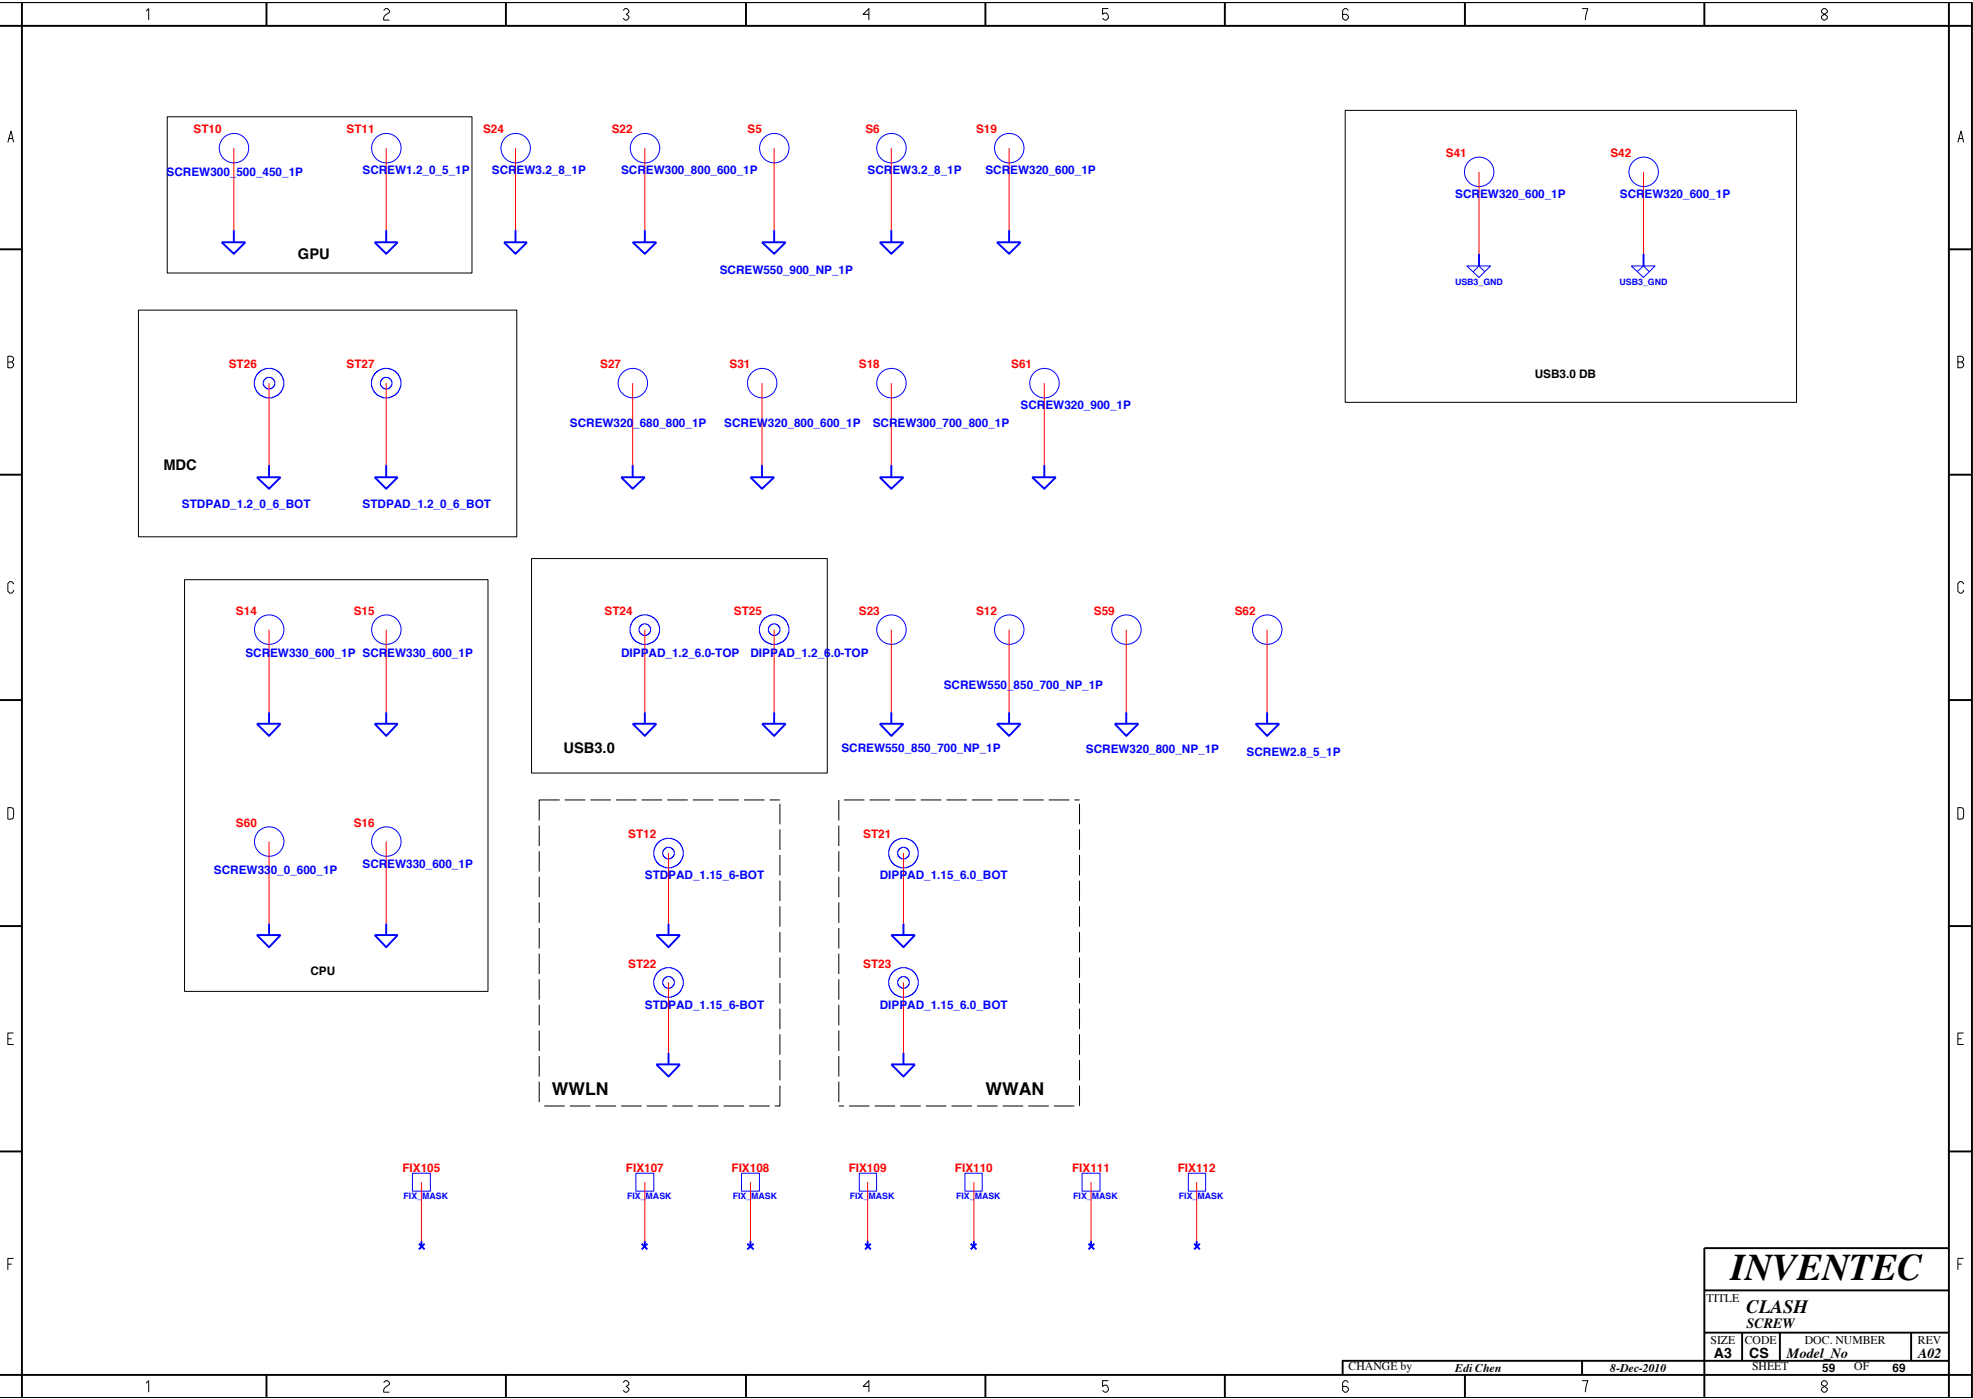 1 2 3 4 5 6 7 8
A A
ST10 ST11 S24 S22 S5 S6 S19
SCREW300_500_450_1P SCREW1.2_0_5_1P SCREW3.2_8_1P SCREW300_800_600_1P SCREW3.2_8_1P SCREW320_600_1P
GPU
SCREW550_900_NP_1P
S41 S42
SCREW320_600_1P SCREW320_600_1P
USB3_GND USB3_GND
USB3.0 DB
B B
ST26 ST27
MDC
STDPAD_1.2_0_6_BOT STDPAD_1.2_0_6_BOT
S27 S31 S18 S61
SCREW320_900_1P
SCREW320_680_800_1P SCREW320_800_600_1P SCREW300_700_800_1P
C C
S14 S15
SCREW330_600_1P SCREW330_600_1P
S60 S16
SCREW330_0_600_1P SCREW330_600_1P
CPU
ST24 ST25
DIPPAD_1.2_6.0-TOP DIPPAD_1.2_6.0-TOP
USB3.0
S23 S12 S59 S62
SCREW550_850_700_NP_1P
SCREW550_850_700_NP_1P SCREW320_800_NP_1P SCREW2.8_5_1P
D D
ST12
STDPAD_1.15_6-BOT
ST22
STDPAD_1.15_6-BOT
WWLN
ST21
DIPPAD_1.15_6.0_BOT
ST23
DIPPAD_1.15_6.0_BOT
WWAN
E E
FIX105 FIX107 FIX108 FIX109 FIX110 FIX111 FIX112
FIX_MASK FIX_MASK FIX_MASK FIX_MASK FIX_MASK FIX_MASK FIX_MASK
F F
INVENTEC
TITLE CLASH
SCREW
SIZE CODE DOC. NUMBER REV
A3 CS Model_No A02
CHANGE by Edi Chen 8-Dec-2010 SHEET 59 OF 69
1 2 3 4 5 6 7 8